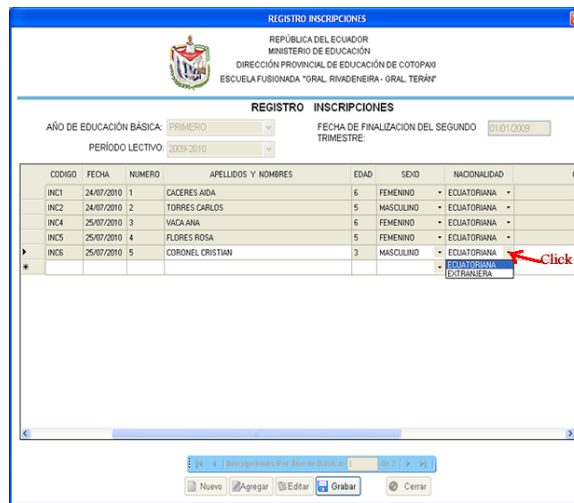 REGISTRO INSCRIPCIONES
REPÚBLICA DEL ECUADOR
MINISTERIO DE EDUCACIÓN
DIRECCIÓN PROVINCIAL DE EDUCACIÓN DE COTOPAXI
ESCUELA FUSIONADA "GRAL. RIVADENEIRA - GRAL. TERÁN"
REGISTRO INSCRIPCIONES
AÑO DE EDUCACIÓN BÁSICA: PRIMERO
FECHA DE FINALIZACION DEL SEGUNDO TRIMESTRE: 01/01/2009
PERÍODO LECTIVO: 2009-2010
CODIGO FECHA NUMERO APELLIDOS Y NOMBRES EDAD SEXO NACIONALIDAD
INC1 24/07/2010 1 CACERES AIDA 6 FEMENINO ECUATORIANA
INC2 24/07/2010 2 TORRES CARLOS 5 MASCULINO ECUATORIANA
INC4 25/07/2010 3 VACA ANA 6 FEMENINO ECUATORIANA
INC5 25/07/2010 4 FLORES ROSA 5 FEMENINO ECUATORIANA
INC6 25/07/2010 5 CORONEL CRISTIAN 3 MASCULINO ECUATORIANA
Click
ECUATORIANA
EXTRANJERA
Inscripciones Por Año de Básica: 1 de 2
Nuevo Agregar Editar Grabar Cerrar